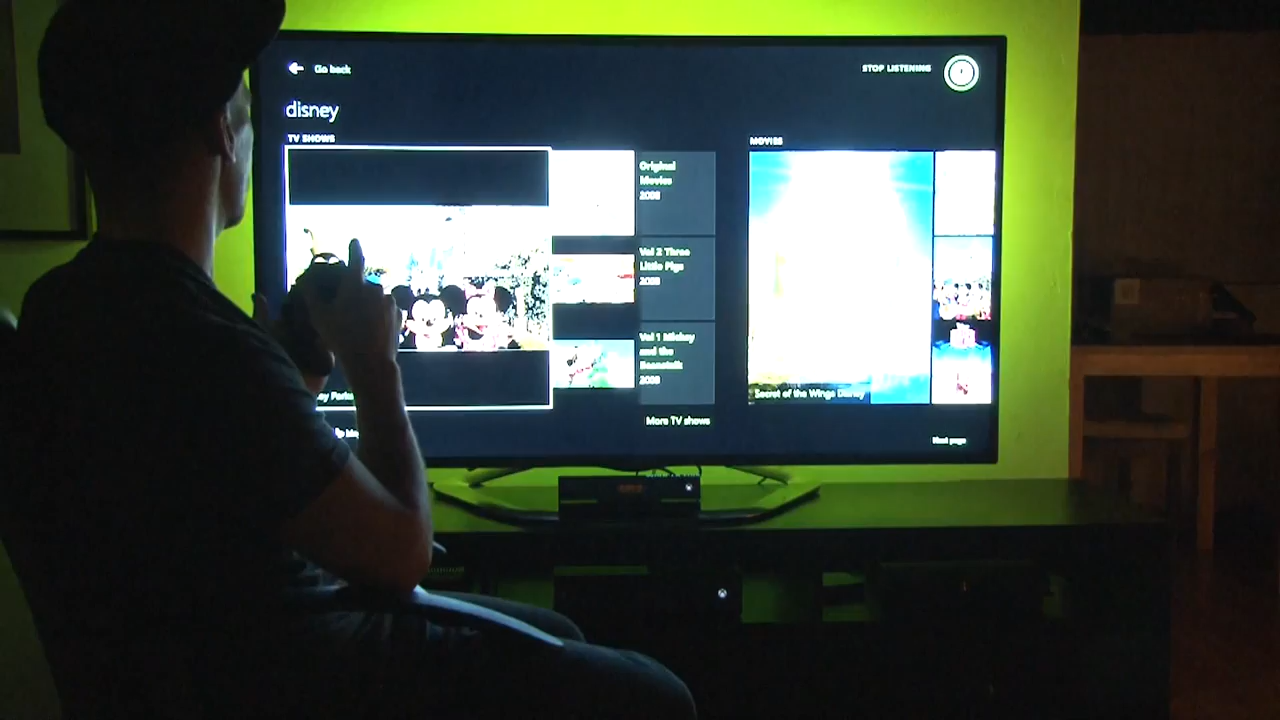 Go back
STOP LISTENING
disney
TV SHOWS
MOVIES
Original
Movies
2008
Vol 2 Three
Little Pigs
2008
Vol 1 Mickey
and the
Beanstalk
2008
Secret of the Wings Disney
More TV shows
Next page